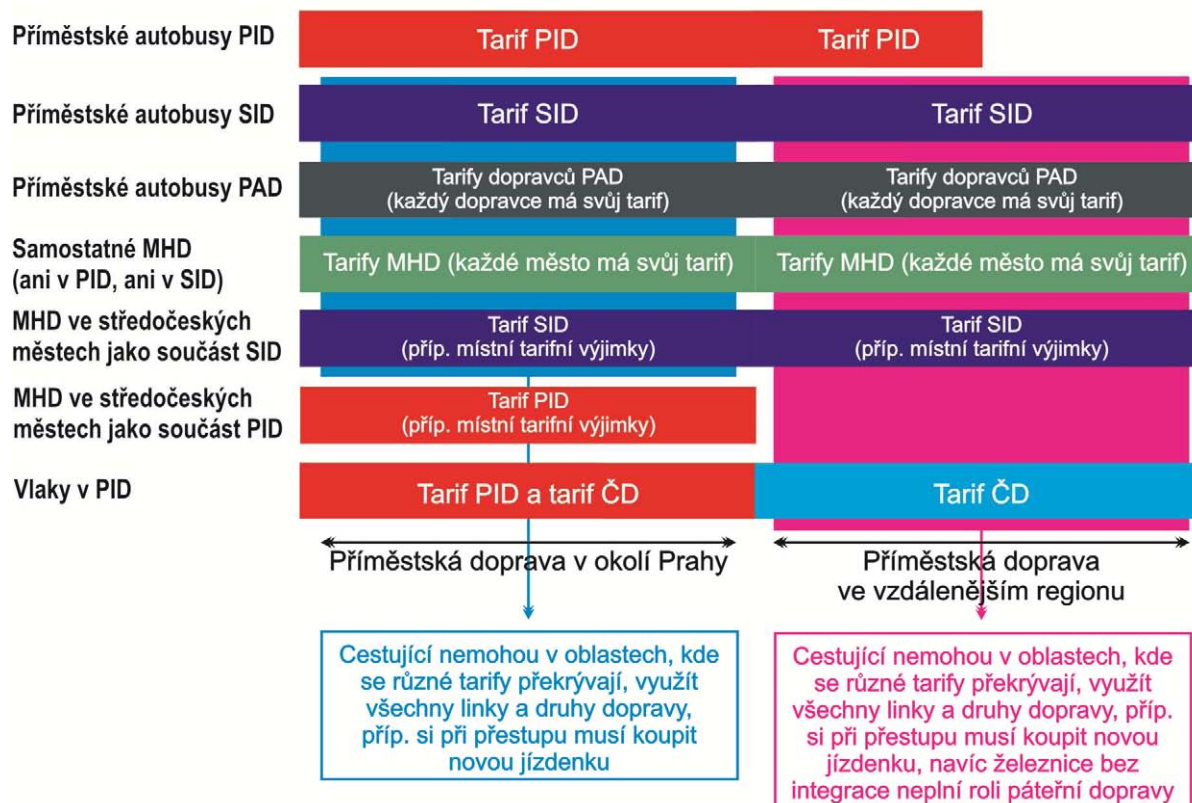 Příměstské autobusy PID
Tarif PID
Tarif PID
Příměstské autobusy SID
Tarif SID
Tarif SID
Příměstské autobusy PAD
Tarify dopravců PAD
(každý dopravce má svůj tarif)
Tarify dopravců PAD
(každý dopravce má svůj tarif)
Samostatné MHD
(ani v PID, ani v SID)
Tarify MHD (každé město má svůj tarif)
Tarify MHD (každé město má svůj tarif)
MHD ve středočeských
městech jako součást SID
Tarif SID
(příp. místní tarifní výjimky)
Tarif SID
(příp. místní tarifní výjimky)
MHD ve středočeských
městech jako součást PID
Tarif PID
(příp. místní tarifní výjimky)
Vlaky v PID
Tarif PID a tarif ČD
Tarif ČD
Příměstská doprava v okolí Prahy
Příměstská doprava
ve vzdálenějším regionu
Cestující nemohou v oblastech, kde
se různé tarify překrývají, využít
všechny linky a druhy dopravy,
příp. si při přestupu musí koupit
novou jízdenku
Cestující nemohou v oblastech, kde
se různé tarify překrývají, využít
všechny linky a druhy dopravy, příp.
si při přestupu musí koupit novou
jízdenku, navíc železnice bez
integrace neplní roli páteřní dopravy